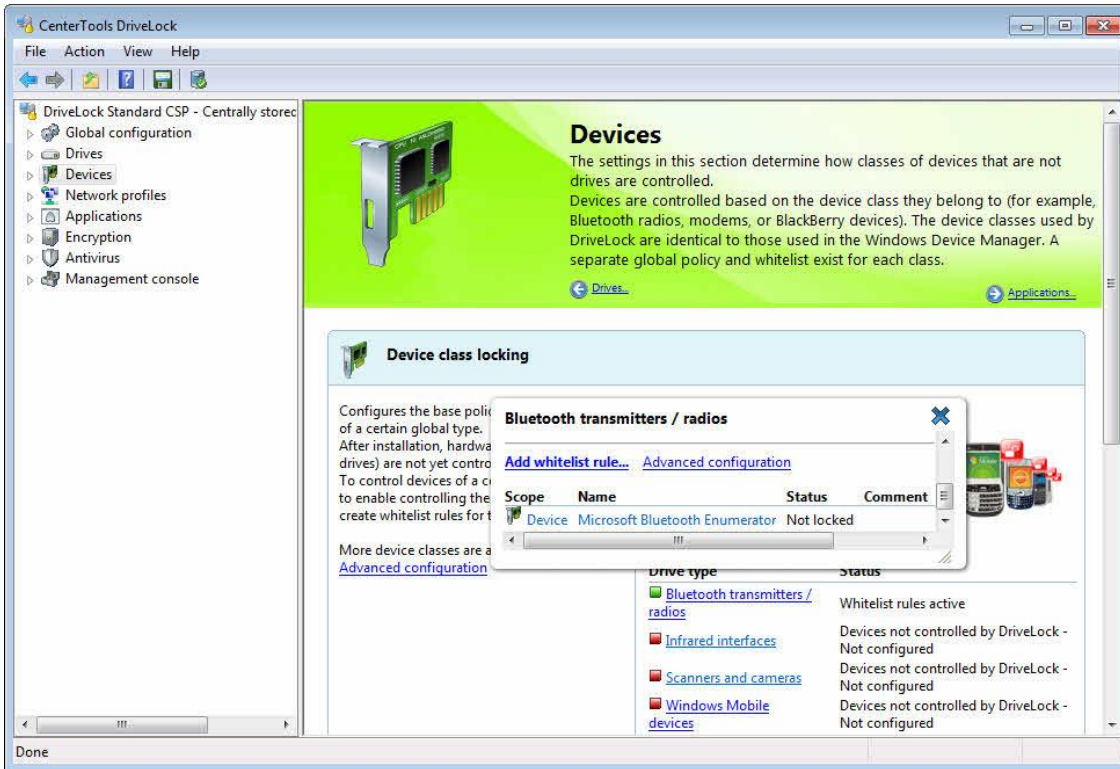 CenterTools DriveLock
File Action View Help
DriveLock Standard CSP - Centrally storec
Global configuration
Drives
Devices
Network profiles
Applications
Encryption
Antivirus
Management console
Devices
The settings in this section determine how classes of devices that are not
drives are controlled.
Devices are controlled based on the device class they belong to (for example,
Bluetooth radios, modems, or BlackBerry devices). The device classes used by
DriveLock are identical to those used in the Windows Device Manager. A
separate global policy and whitelist exist for each class.
Drives...
Applications...
Device class locking
Configures the base polic
of a certain global type.
After installation, hardwa
drives) are not yet contro
To control devices of a c
to enable controlling the
create whitelist rules for t
More device classes are a
Advanced configuration
Bluetooth transmitters / radios
Add whitelist rule... Advanced configuration
Scope Name Status Comment
Device Microsoft Bluetooth Enumerator Not locked
Drive type Status
Bluetooth transmitters /
radios
Whitelist rules active
Infrared interfaces
Devices not controlled by DriveLock -
Not configured
Scanners and cameras
Devices not controlled by DriveLock -
Not configured
Windows Mobile
devices
Devices not controlled by DriveLock -
Not configured
Done